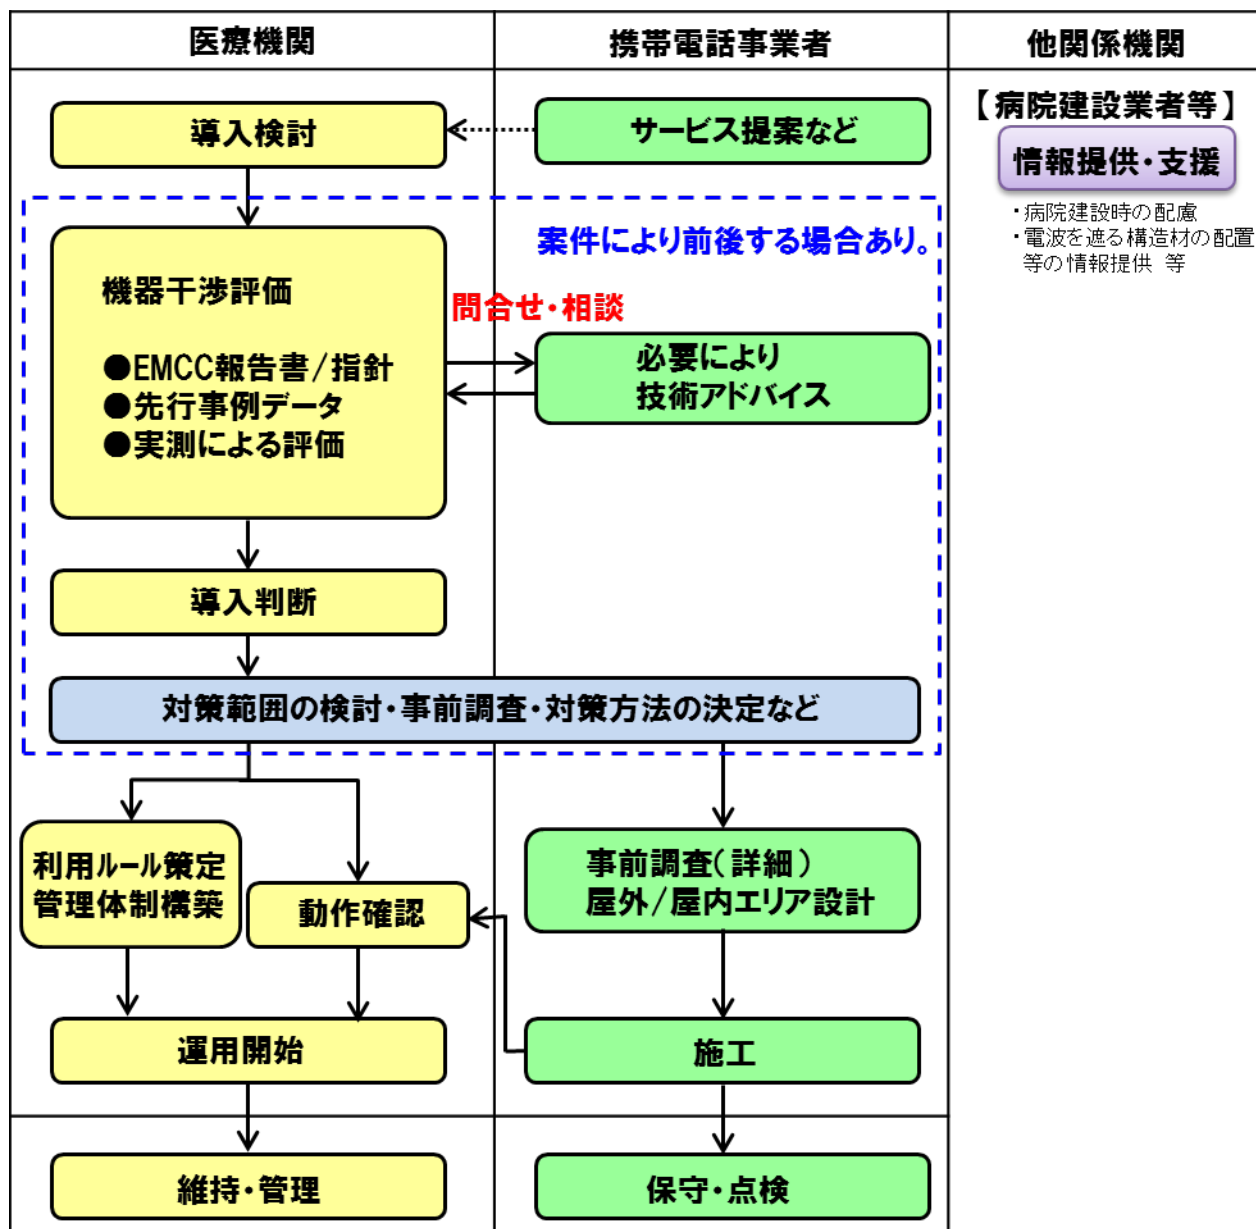 医療機関
携帯電話事業者
他関係機関
導入検討
サービス提案など
【病院建設業者等】
情報提供・支援
・病院建設時の配慮
・電波を遮る構造材の配置
等の情報提供 等
案件により前後する場合あり。
機器干渉評価
●EMCC報告書/指針
●先行事例データ
●実測による評価
問合せ・相談
必要により
技術アドバイス
導入判断
対策範囲の検討・事前調査・対策方法の決定など
利用ルール策定
管理体制構築
動作確認
事前調査(詳細)
屋外/屋内エリア設計
運用開始
施工
維持・管理
保守・点検